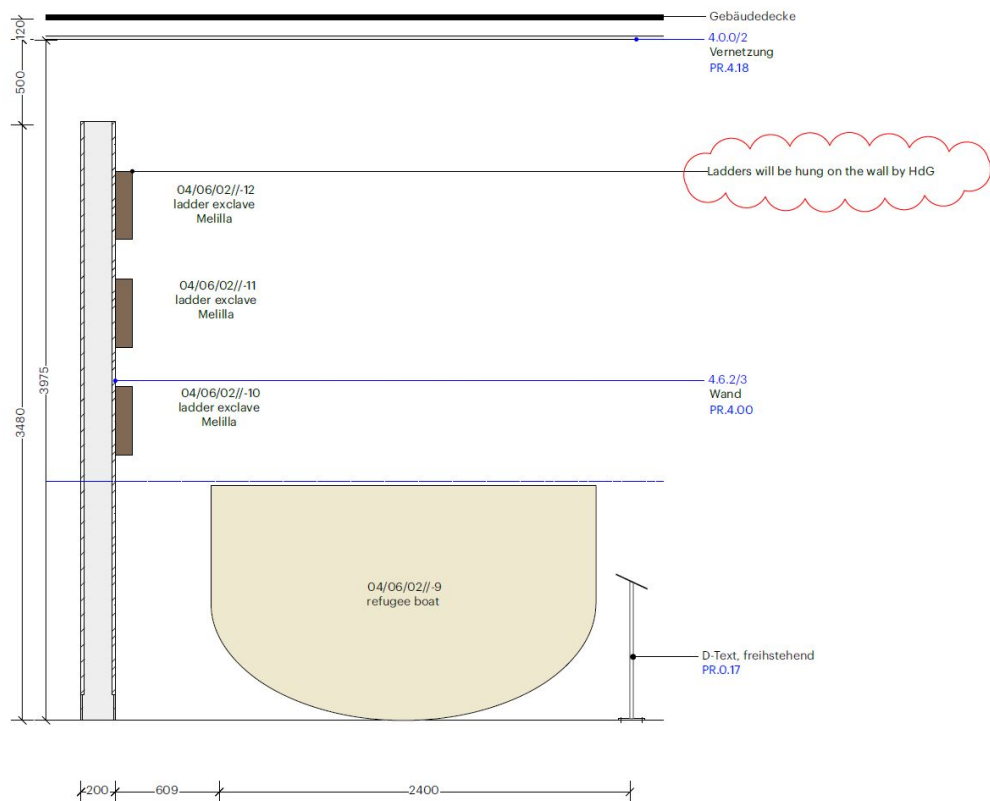 Gebäudedecke
120
4.0.0/2
Vernetzung
PR.4.18
500
Ladders will be hung on the wall by HdG
04/06/02//-12
ladder exclave
Melilla
04/06/02//-11
ladder exclave
Melilla
3975
3480
4.6.2/3
Wand
PR.4.00
04/06/02//-10
ladder exclave
Melilla
04/06/02//-9
refugee boat
D-Text, freihstehend
PR.0.17
200
609
2400